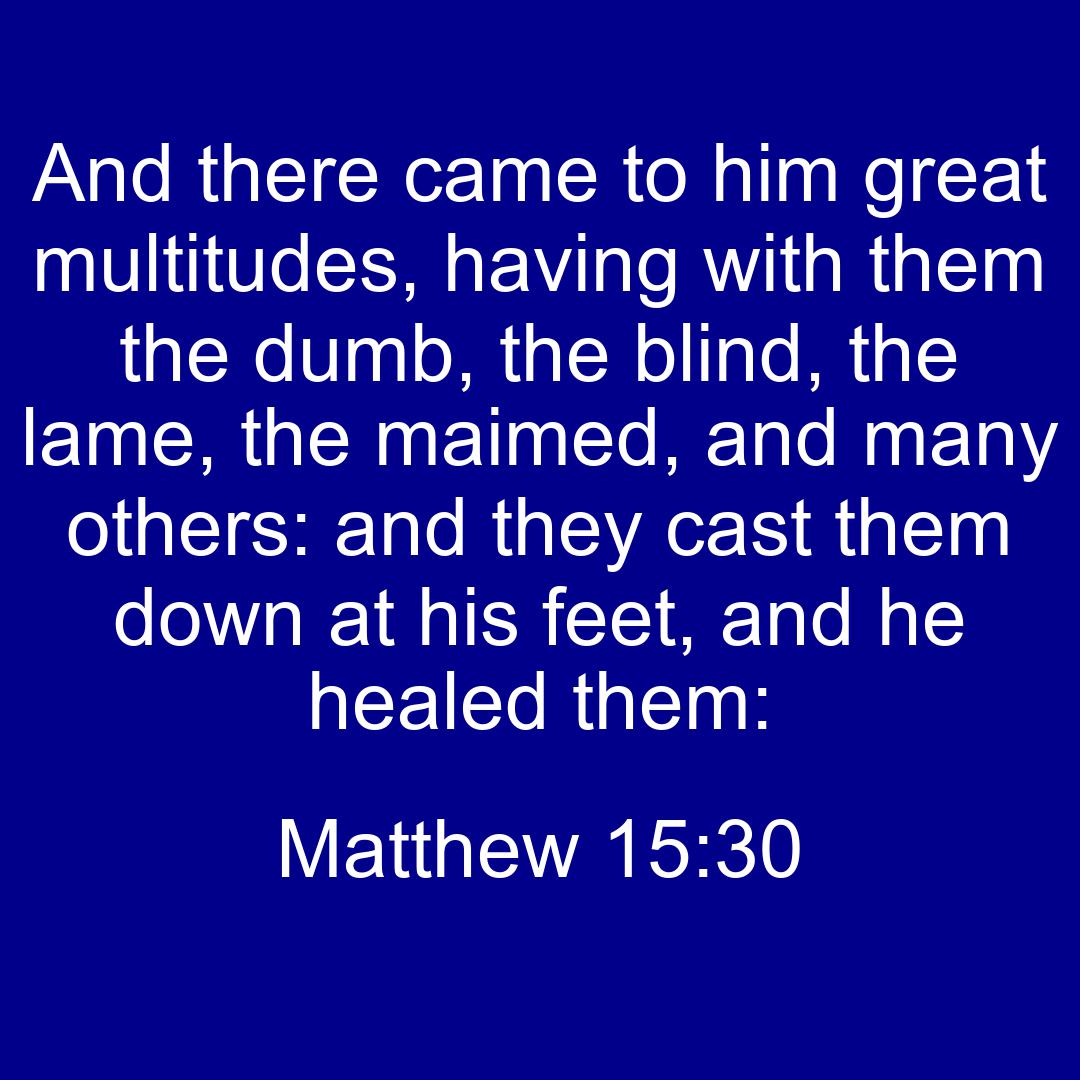 And there came to him great
multitudes, having with them
the dumb, the blind, the
lame, the maimed, and many
others: and they cast them
down at his feet, and he
healed them:
Matthew 15:30